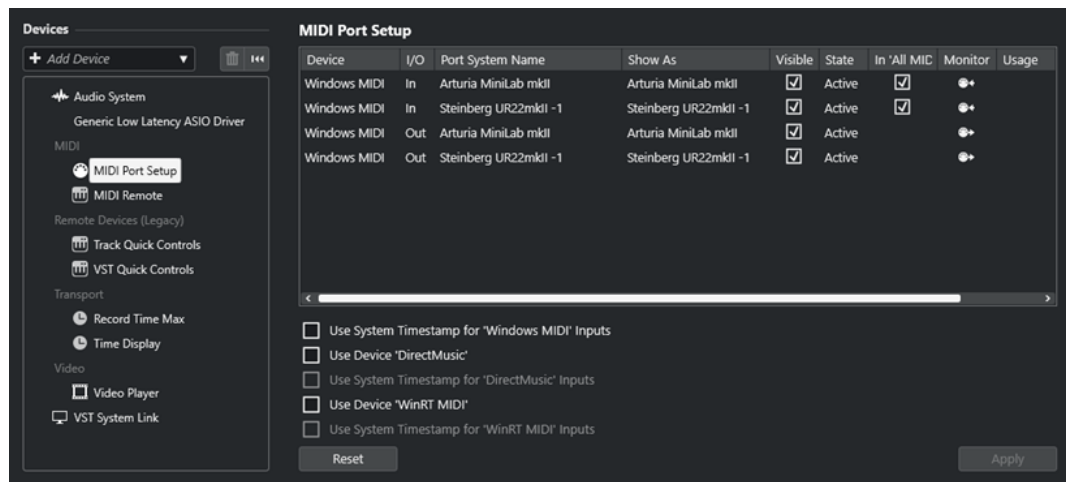 Devices
+ Add Device
Audio System
Generic Low Latency ASIO Driver
MIDI
MIDI Port Setup
MIDI Remote
Remote Devices (Legacy)
Track Quick Controls
VST Quick Controls
Transport
Record Time Max
Time Display
Video
Video Player
VST System Link
MIDI Port Setup
Device I/O Port System Name Show As Visible State In 'All MIC Monitor Usage
Windows MIDI In Arturia MiniLab mkII Arturia MiniLab mkII Active
Windows MIDI In Steinberg UR22mkII -1 Steinberg UR22mkII -1 Active
Windows MIDI Out Arturia MiniLab mkII Arturia MiniLab mkII Active
Windows MIDI Out Steinberg UR22mkII -1 Steinberg UR22mkII -1 Active
Use System Timestamp for 'Windows MIDI' Inputs
Use Device 'DirectMusic'
Use System Timestamp for 'DirectMusic' Inputs
Use Device 'WinRT MIDI'
Use System Timestamp for 'WinRT MIDI' Inputs
Reset
Apply